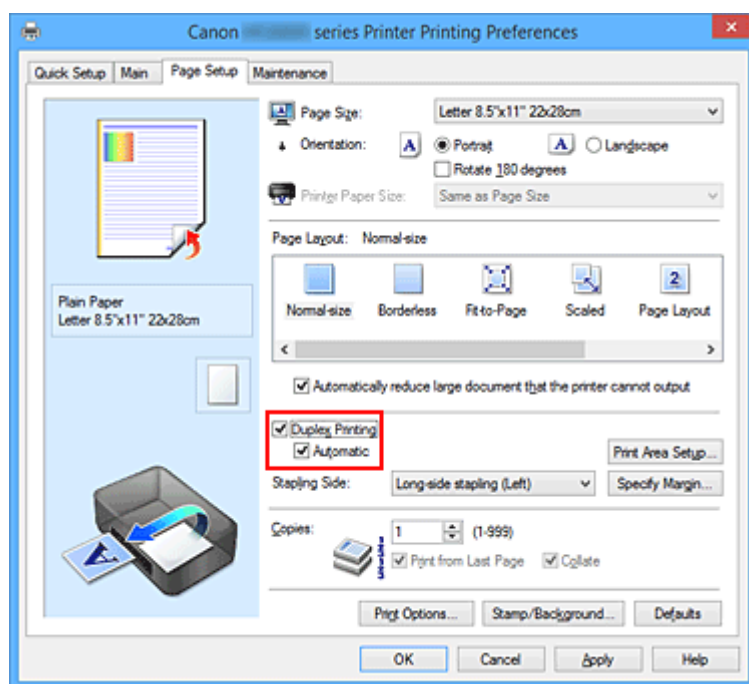 Canon series Printer Printing Preferences
Quick Setup Main Page Setup Maintenance
Page Size: Letter 8.5"x11" 22x28cm
Orientation: A Portrait A Landscape
Rotate 180 degrees
Printer Paper Size: Same as Page Size
Page Layout: Normal-size
2
Normal-size Borderless Fit-to-Page Scaled Page Layout
Plain Paper
Letter 8.5"x11" 22x28cm
Automatically reduce large document that the printer cannot output
Duplex Printing
Automatic
Print Area Setup...
Stapling Side: Long-side stapling (Left) Specify Margin...
Copies: 1 (1-999)
Print from Last Page Collate
A
Print Options... Stamp/Background... Defaults
OK Cancel Apply Help